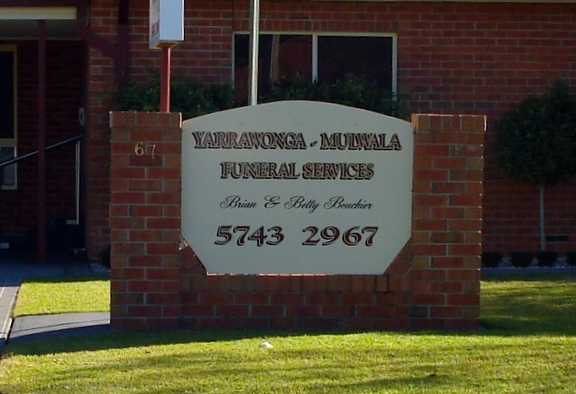 67
YARRAWONGA - MULWALA
FUNERAL SERVICES
Brian & Betty Bouchier
5743 2967